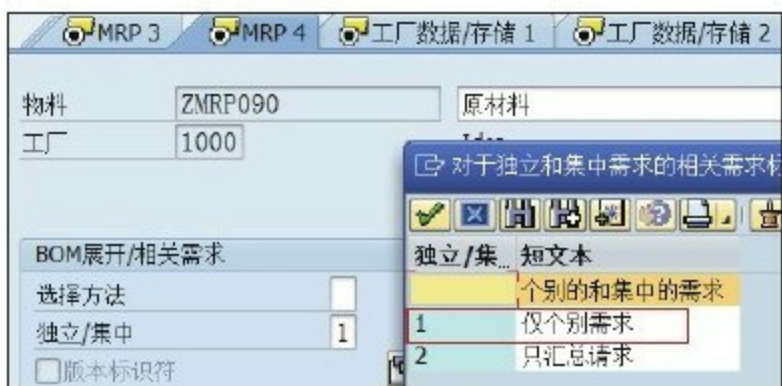 MRP 3 MRP 4 工厂数据/存储 1 工厂数据/存储 2
物料 ZMRP090 原材料
工厂 1000
对于独立和集中需求的相关需求
BOM展开/相关需求
独立/集... 短文本
选择方法
个别的和集中的需求
独立/集中 1
1 仅个别需求
版本标识符
2 只汇总请求